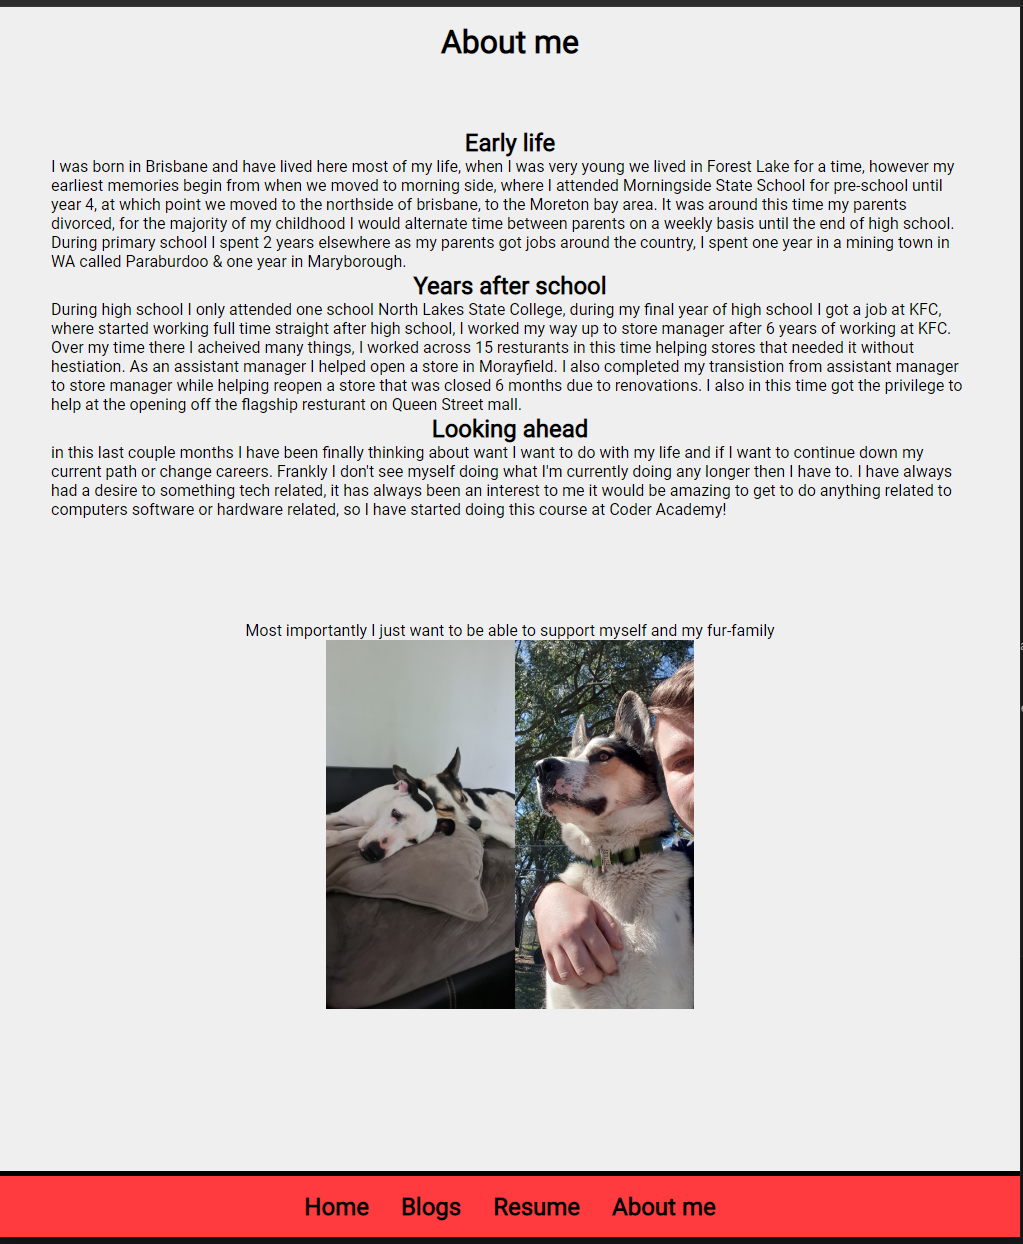 About me
Early life
I was born in Brisbane and have lived here most of my life, when I was very young we lived in Forest Lake for a time, however my
earliest memories begin from when we moved to morning side, where I attended Morningside State School for pre-school until
year 4, at which point we moved to the northside of brisbane, to the Moreton bay area. It was around this time my parents
divorced, for the majority of my childhood I would alternate time between parents on a weekly basis until the end of high school.
During primary school I spent 2 years elsewhere as my parents got jobs around the country, I spent one year in a mining town in
WA called Paraburdoo & one year in Maryborough.
Years after school
During high school I only attended one school North Lakes State College, during my final year of high school I got a job at KFC,
where started working full time straight after high school, I worked my way up to store manager after 6 years of working at KFC.
Over my time there I acheived many things, I worked across 15 resturants in this time helping stores that needed it without
hestiation. As an assistant manager I helped open a store in Morayfield. I also completed my transistion from assistant manager
to store manager while helping reopen a store that was closed 6 months due to renovations. I also in this time got the privilege to
help at the opening off the flagship resturant on Queen Street mall.
Looking ahead
in this last couple months I have been finally thinking about want I want to do with my life and if I want to continue down my
current path or change careers. Frankly I don't see myself doing what I'm currently doing any longer then I have to. I have always
had a desire to something tech related, it has always been an interest to me it would be amazing to get to do anything related to
computers software or hardware related, so I have started doing this course at Coder Academy!
Most importantly I just want to be able to support myself and my fur-family
Home Blogs Resume About me